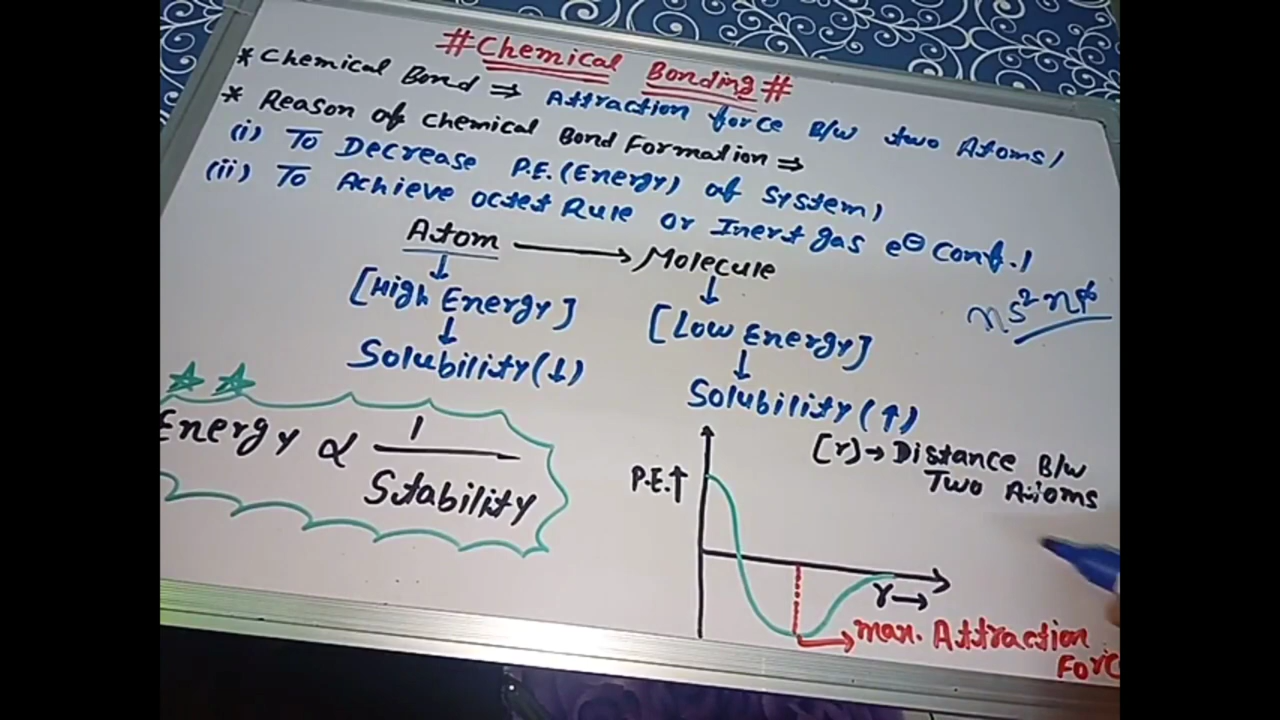 #Chemical Bonding#
* Chemical Bond ⇒ Attraction force B/w two Atoms/
* Reason of chemical Bond Formation ⇒
(i) To Decrease P.E.(Energy) of System/
(ii) To Achieve octet Rule or Inert gas e⊖ conf./
Atom → Molecule
↓ ↓
[High Energy] [Low Energy]
↓ ↓
Solubility(↓) Solubility(↑)
ns²np⁶
Energy ∝ 1
Stability
P.E.↑
[r)→ Distance B/w
Two Atoms
r→
max. Attraction